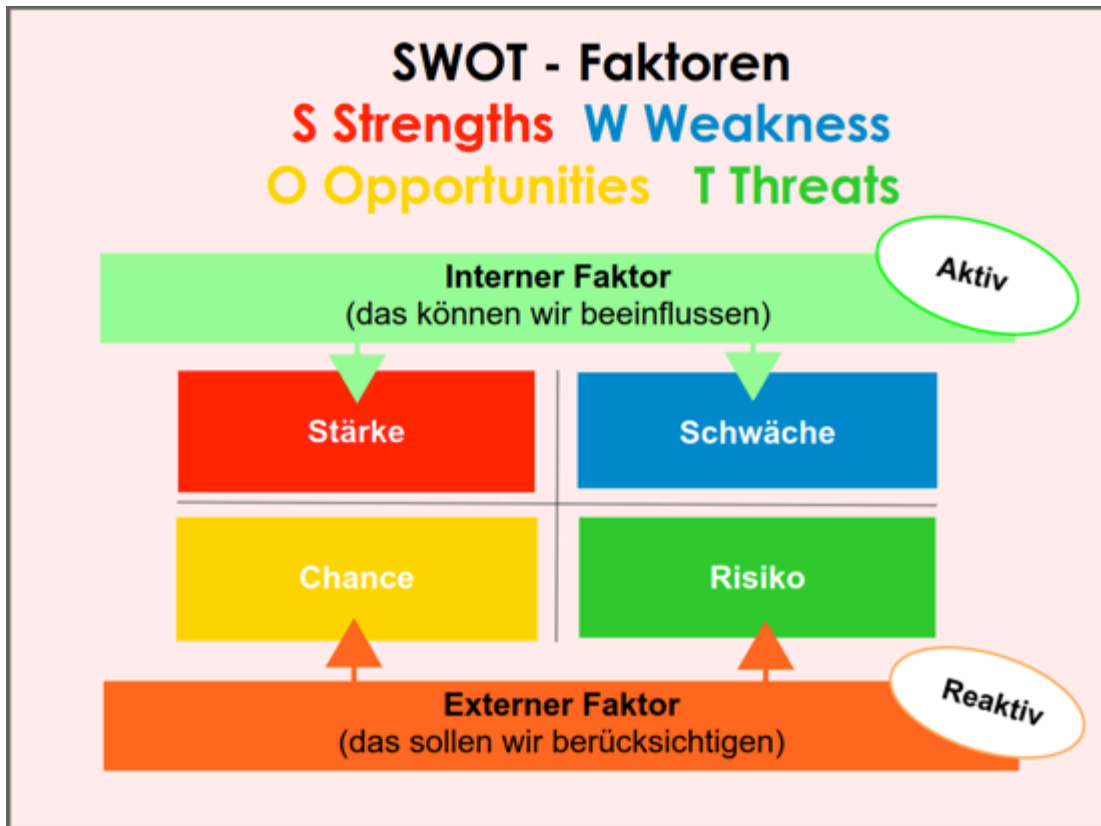 SWOT - Faktoren
S Strengths W Weakness
O Opportunities T Threats
Aktiv
Interner Faktor
(das können wir beeinflussen)
Stärke
Schwäche
Chance
Risiko
Reaktiv
Externer Faktor
(das sollen wir berücksichtigen)